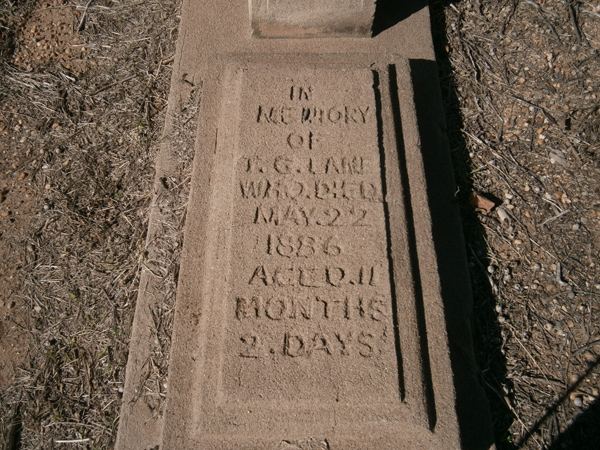 IN
MEMORY
OF
T. G. LANE
WHO. DIED
MAY. 22
1886
AGED. 11
MONTHS
2. DAYS.